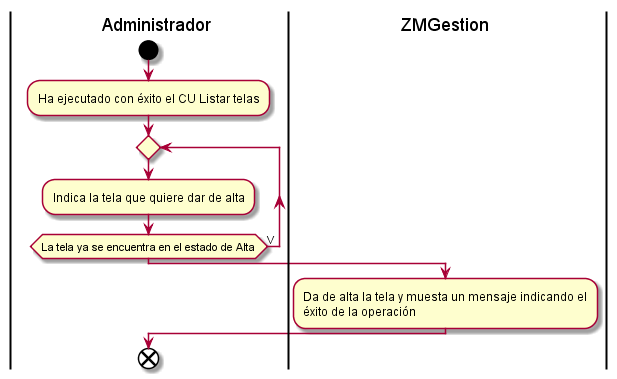 Administrador
ZMGestion
Ha ejecutado con éxito el CU Listar telas
Indica la tela que quiere dar de alta
La tela ya se encuentra en el estado de Alta
V
Da de alta la tela y muesta un mensaje indicando el
éxito de la operación